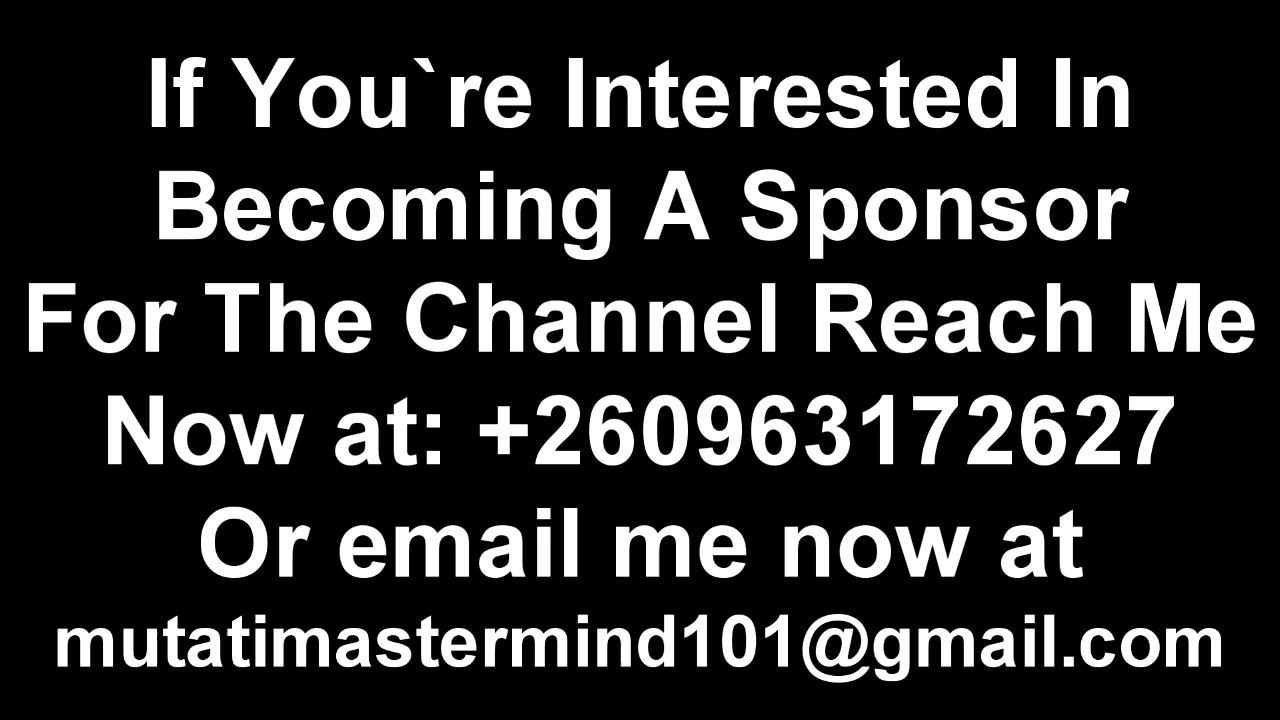 If You`re Interested In
Becoming A Sponsor
For The Channel Reach Me
Now at: +260963172627
Or email me now at
mutatimastermind101@gmail.com